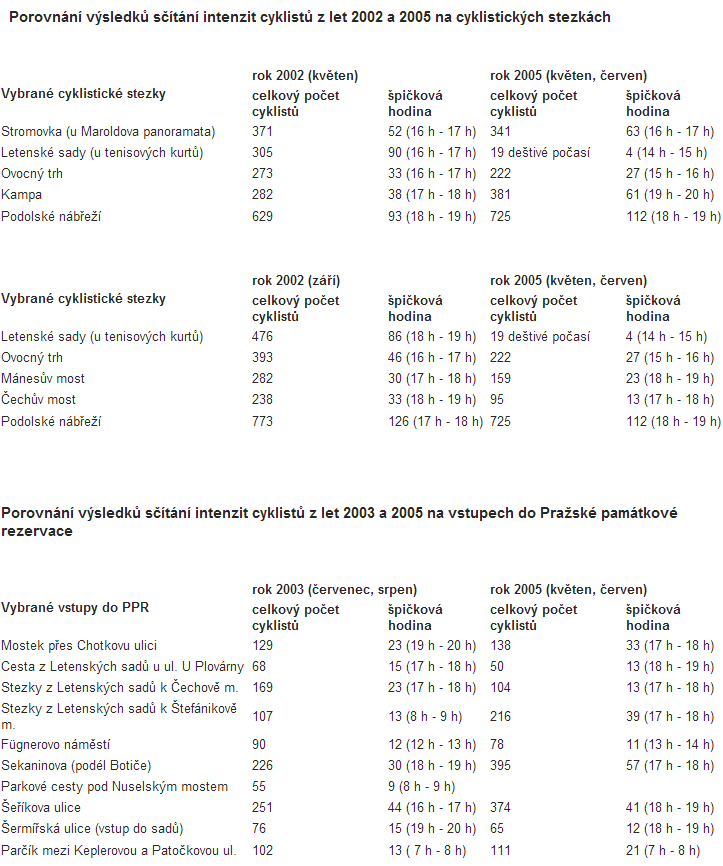 Porovnání výsledků sčítání intenzit cyklistů z let 2002 a 2005 na cyklistických stezkách
rok 2002 (květen) rok 2005 (květen, červen)
Vybrané cyklistické stezky celkový počet cyklistů špičková hodina celkový počet cyklistů špičková hodina
Stromovka (u Maroldova panoramata) 371 52 (16 h - 17 h) 341 63 (16 h - 17 h)
Letenské sady (u tenisových kurtů) 305 90 (16 h - 17 h) 19 deštivé počasí 4 (14 h - 15 h)
Ovocný trh 273 33 (16 h - 17 h) 222 27 (15 h - 16 h)
Kampa 282 38 (17 h - 18 h) 381 61 (19 h - 20 h)
Podolské nábřeží 629 93 (18 h - 19 h) 725 112 (18 h - 19 h)
rok 2002 (září) rok 2005 (květen, červen)
Vybrané cyklistické stezky celkový počet cyklistů špičková hodina celkový počet cyklistů špičková hodina
Letenské sady (u tenisových kurtů) 476 86 (18 h - 19 h) 19 deštivé počasí 4 (14 h - 15 h)
Ovocný trh 393 46 (16 h - 17 h) 222 27 (15 h - 16 h)
Mánesův most 282 30 (17 h - 18 h) 159 23 (18 h - 19 h)
Čechův most 238 33 (18 h - 19 h) 95 13 (17 h - 18 h)
Podolské nábřeží 773 126 (17 h - 18 h) 725 112 (18 h - 19 h)
Porovnání výsledků sčítání intenzit cyklistů z let 2003 a 2005 na vstupech do Pražské památkové
rezervace
rok 2003 (červenec, srpen) rok 2005 (květen, červen)
Vybrané vstupy do PPR celkový počet cyklistů špičková hodina celkový počet cyklistů špičková hodina
Mostek přes Chotkovu ulici 129 23 (19 h - 20 h) 138 33 (17 h - 18 h)
Cesta z Letenských sadů u ul. U Plovárny 68 15 (17 h - 18 h) 50 13 (18 h - 19 h)
Stezky z Letenských sadů k Čechově m. 169 23 (17 h - 18 h) 104 13 (17 h - 18 h)
Stezky z Letenských sadů k Štefánikově m. 107 13 (8 h - 9 h) 216 39 (17 h - 18 h)
Fügnerovo náměstí 90 12 (12 h - 13 h) 78 11 (13 h - 14 h)
Sekaninova (podél Botiče) 226 30 (18 h - 19 h) 395 57 (17 h - 18 h)
Parkové cesty pod Nuselským mostem 55 9 (8 h - 9 h)
Šeříkova ulice 251 44 (16 h - 17 h) 374 41 (18 h - 19 h)
Šermířská ulice (vstup do sadů) 76 15 (19 h - 20 h) 65 12 (18 h - 19 h)
Parčík mezi Keplerovou a Patočkovou ul. 102 13 ( 7 h - 8 h) 111 21 (7 h - 8 h)